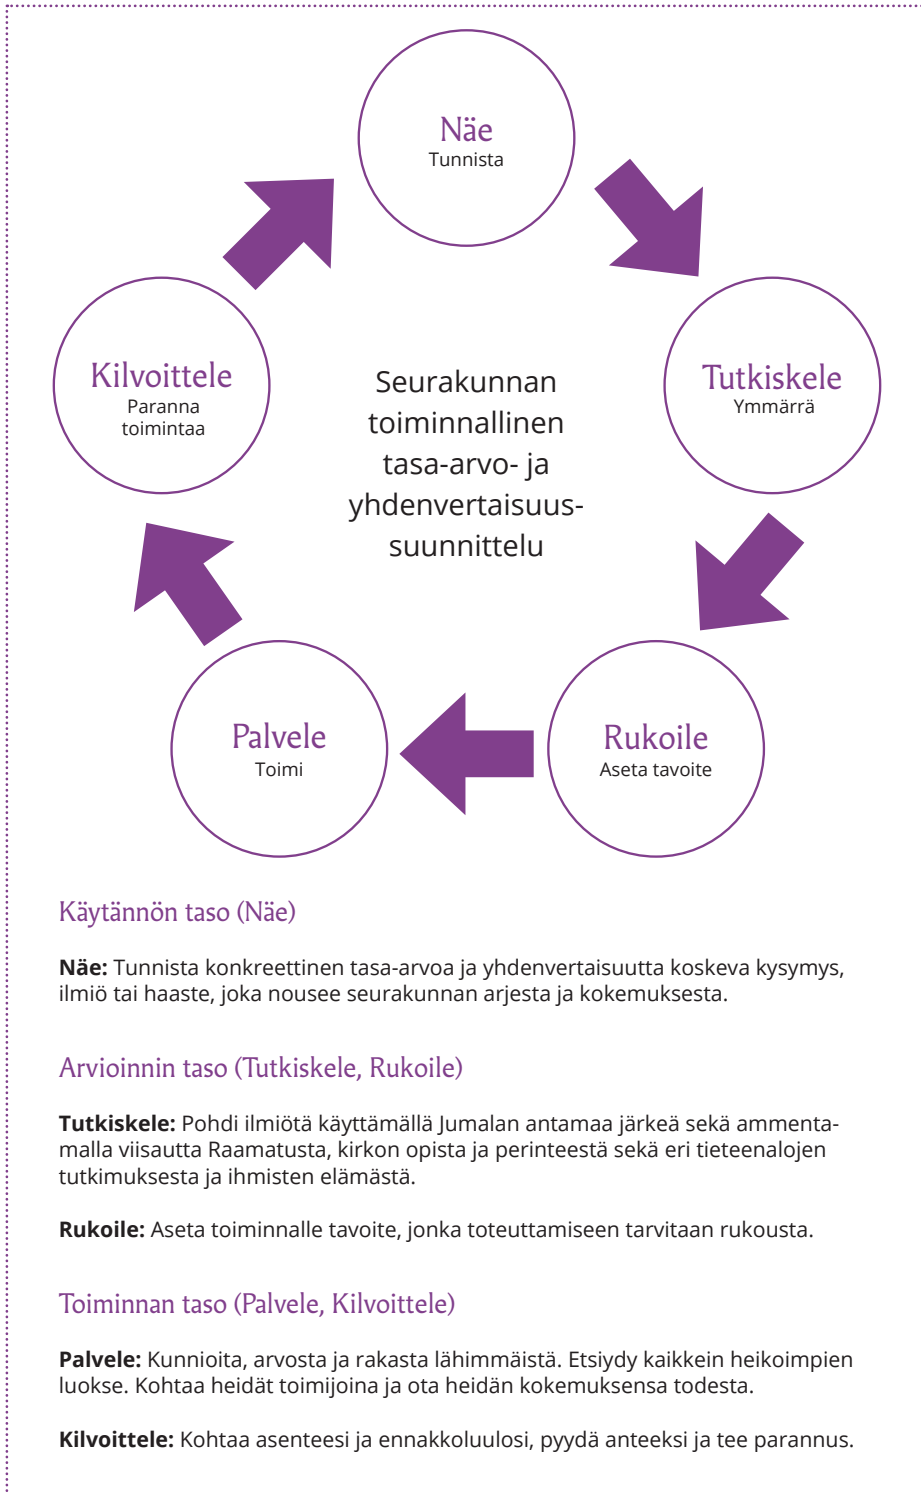 Näe
Tunnista
Kilvoittele
Paranna
toimintaa
Seurakunnan
toiminnallinen
tasa-arvo- ja
yhdenvertaisuus-
suunnittelu
Tutkiskele
Ymmärrä
Palvele
Toimi
Rukoile
Aseta tavoite
Käytännön taso (Näe)
Näe: Tunnista konkreettinen tasa-arvoa ja yhdenvertaisuutta koskeva kysymys,
ilmiö tai haaste, joka nousee seurakunnan arjesta ja kokemuksesta.
Arvioinnin taso (Tutkiskele, Rukoile)
Tutkiskele: Pohdi ilmiötä käyttämällä Jumalan antamaa järkeä sekä ammenta-
malla viisautta Raamatusta, kirkon opista ja perinteestä sekä eri tieteenalojen
tutkimuksesta ja ihmisten elämästä.
Rukoile: Aseta toiminnalle tavoite, jonka toteuttamiseen tarvitaan rukousta.
Toiminnan taso (Palvele, Kilvoittele)
Palvele: Kunnioita, arvosta ja rakasta lähimmäistä. Etsiydy kaikkein heikoimpien
luokse. Kohtaa heidät toimijoina ja ota heidän kokemuksensa todesta.
Kilvoittele: Kohtaa asenteesi ja ennakkoluulosi, pyydä anteeksi ja tee parannus.